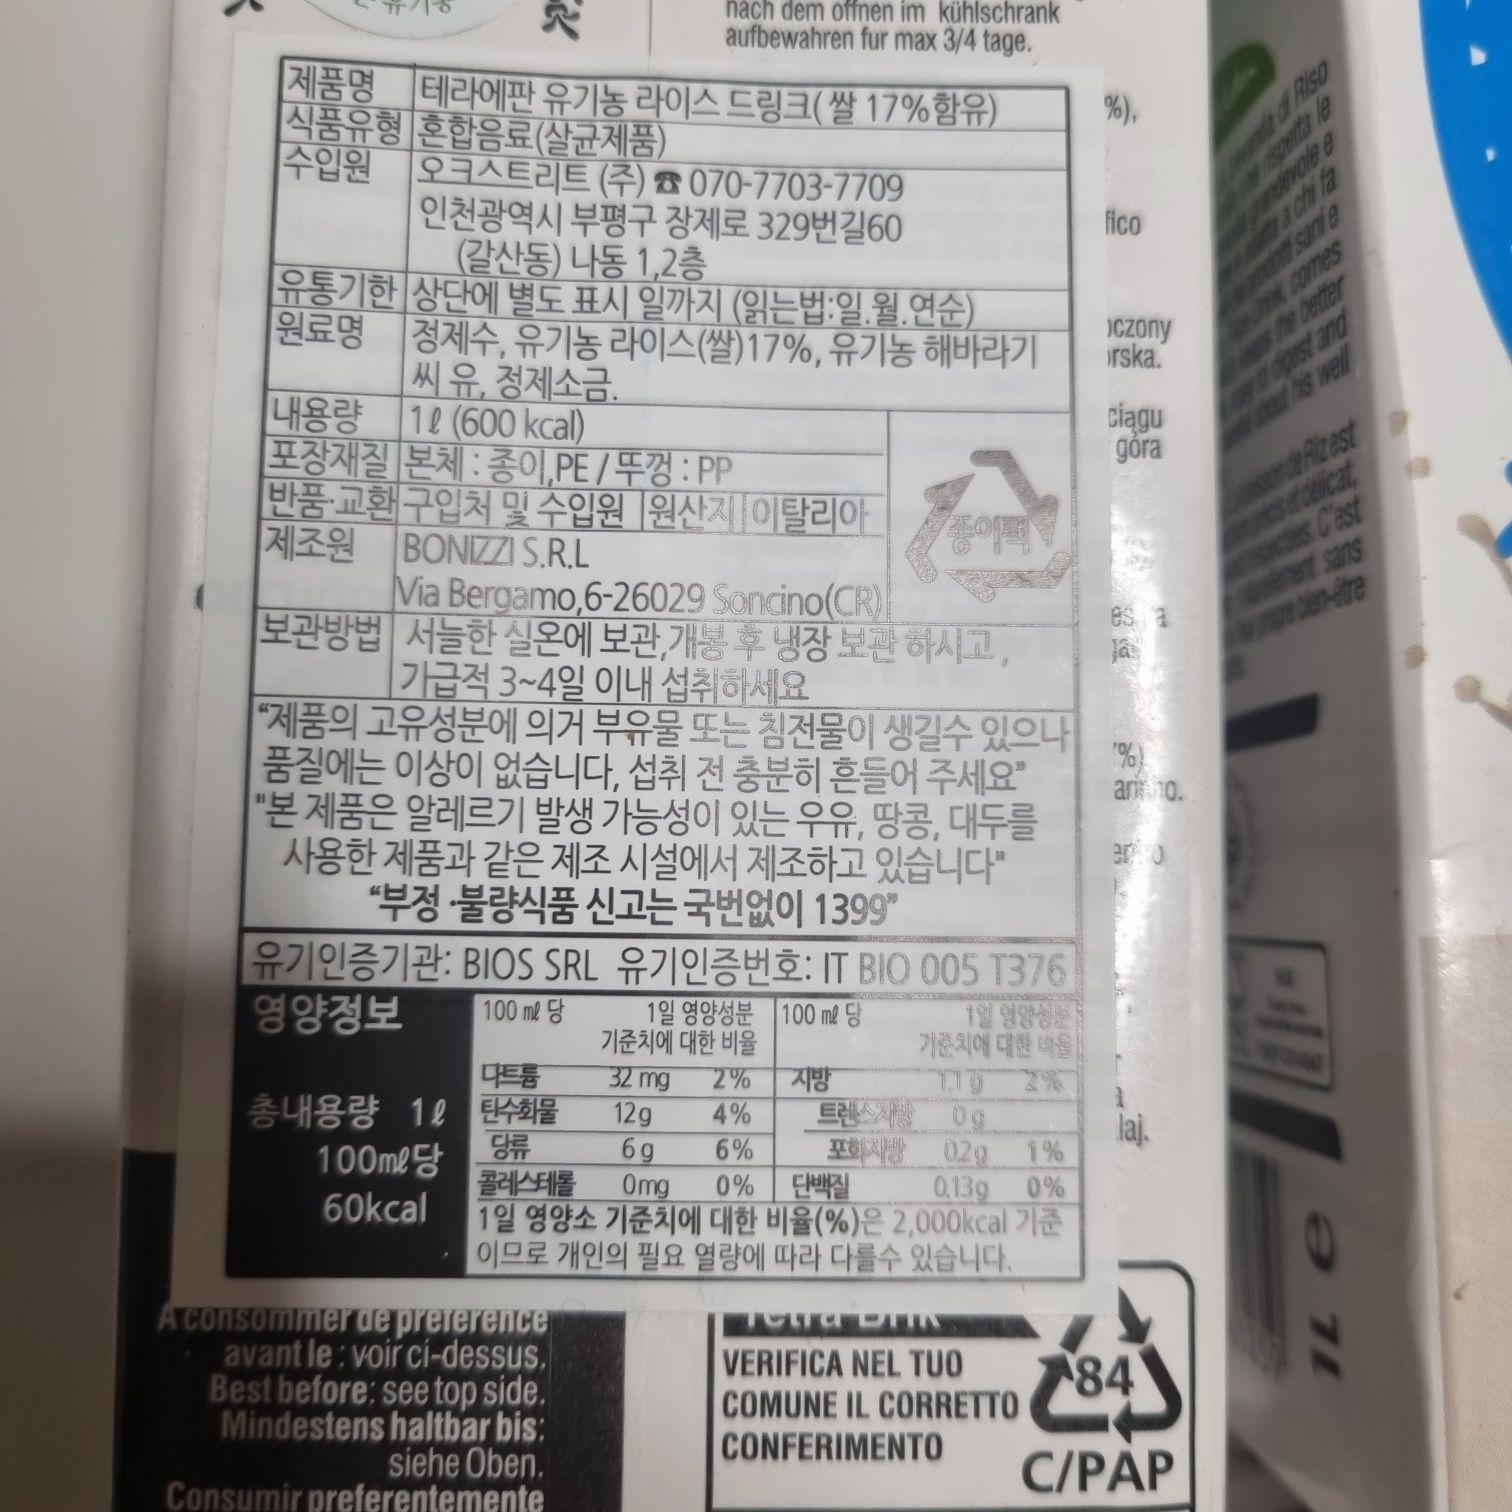 nach dem offnen im kühlschrank
aufbewahren fur max 3/4 tage.
제품명 테라에판 유기농 라이스 드링크( 쌀 17%함유)
식품유형 혼합음료(살균제품)
수입원 오크스트리트 (주) ☎ 070-7703-7709
인천광역시 부평구 장제로 329번길60
(갈산동) 나동 1,2층
유통기한 상단에 별도 표시 일까지 (읽는법:일.월.연순)
원료명 정제수, 유기농 라이스(쌀)17%, 유기농 해바라기
씨 유, 정제소금.
내용량 1ℓ (600 kcal)
포장재질 본체 : 종이,PE / 뚜껑 : PP
반품·교환 구입처 및 수입원 원산지 이탈리아
종이팩
제조원 BONIZZI S.R.L
Via Bergamo,6-26029 Soncino(CR)
보관방법 서늘한 실온에 보관,개봉 후 냉장 보관 하시고,
가급적 3~4일 이내 섭취하세요
“제품의 고유성분에 의거 부유물 또는 침전물이 생길수 있으나
품질에는 이상이 없습니다, 섭취 전 충분히 흔들어 주세요”
"본 제품은 알레르기 발생 가능성이 있는 우유, 땅콩, 대두를
사용한 제품과 같은 제조 시설에서 제조하고 있습니다"
“부정 ·불량식품 신고는 국번없이 1399”
유기인증기관: BIOS SRL 유기인증번호: IT BIO 005 T376
영양정보
총내용량 1ℓ
100㎖당
60kcal
100 ㎖ 당 1일 영양성분 100 ㎖ 당 1일 영양성분
기준치에 대한 비율 기준치에 대한 비율
나트륨 32 mg 2% 지방 1.1 g 2%
탄수화물 12g 4% 트랜스지방 0 g
당류 6 g 6% 포화지방 0.2g 1%
콜레스테롤 0mg 0% 단백질 0.13g 0%
1일 영양소 기준치에 대한 비율(%)은 2,000kcal 기준
이므로 개인의 필요 열량에 따라 다를수 있습니다.
A consommer de préférence
avant le : voir ci-dessus.
Best before: see top side.
Mindestens haltbar bis:
siehe Oben.
Consumir preferentemente
Tetra Brik
VERIFICA NEL TUO
COMUNE IL CORRETTO
CONFERIMENTO
84
C/PAP
1L e